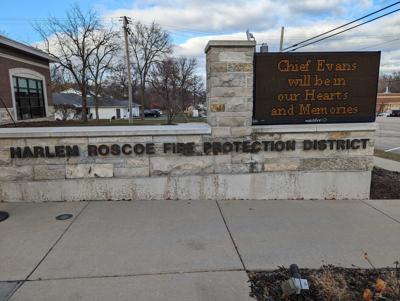 Chief Evans
will be in
our Hearts
and Memories
HARLEM ROSCOE FIRE PROTECTION DISTRICT